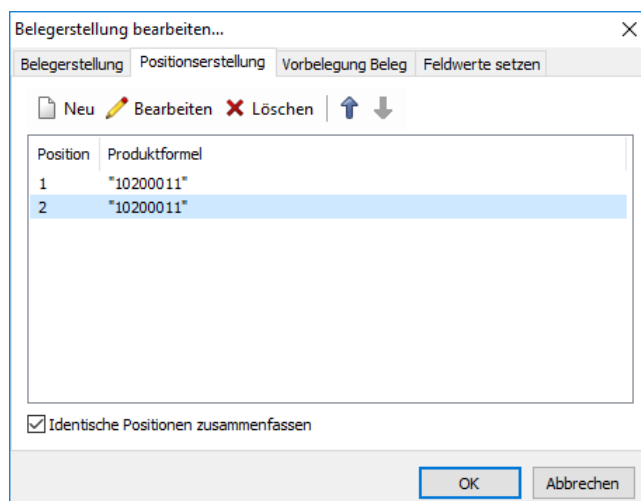 Belegerstellung bearbeiten...
Belegerstellung Positionserstellung Vorbelegung Beleg Feldwerte setzen
Neu Bearbeiten Löschen
Position Produktformel
1 "10200011"
2 "10200011"
Identische Positionen zusammenfassen
OK Abbrechen